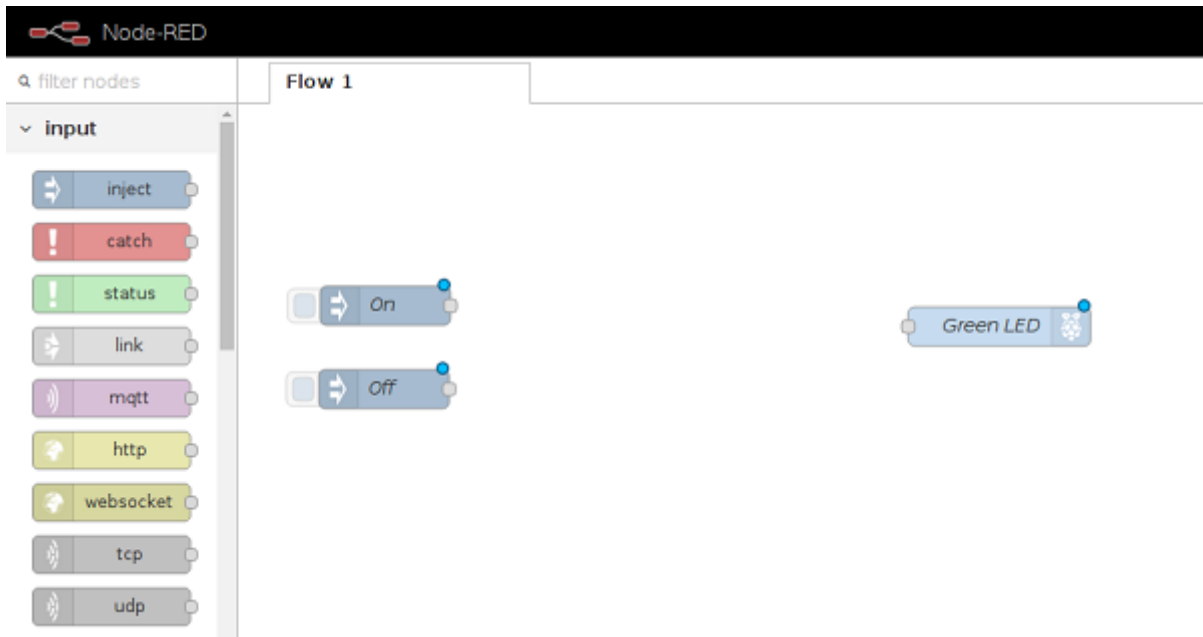 Node-RED
filter nodes
Flow 1
input
inject
catch
status
link
mqtt
http
websocket
tcp
udp
On
Off
Green LED